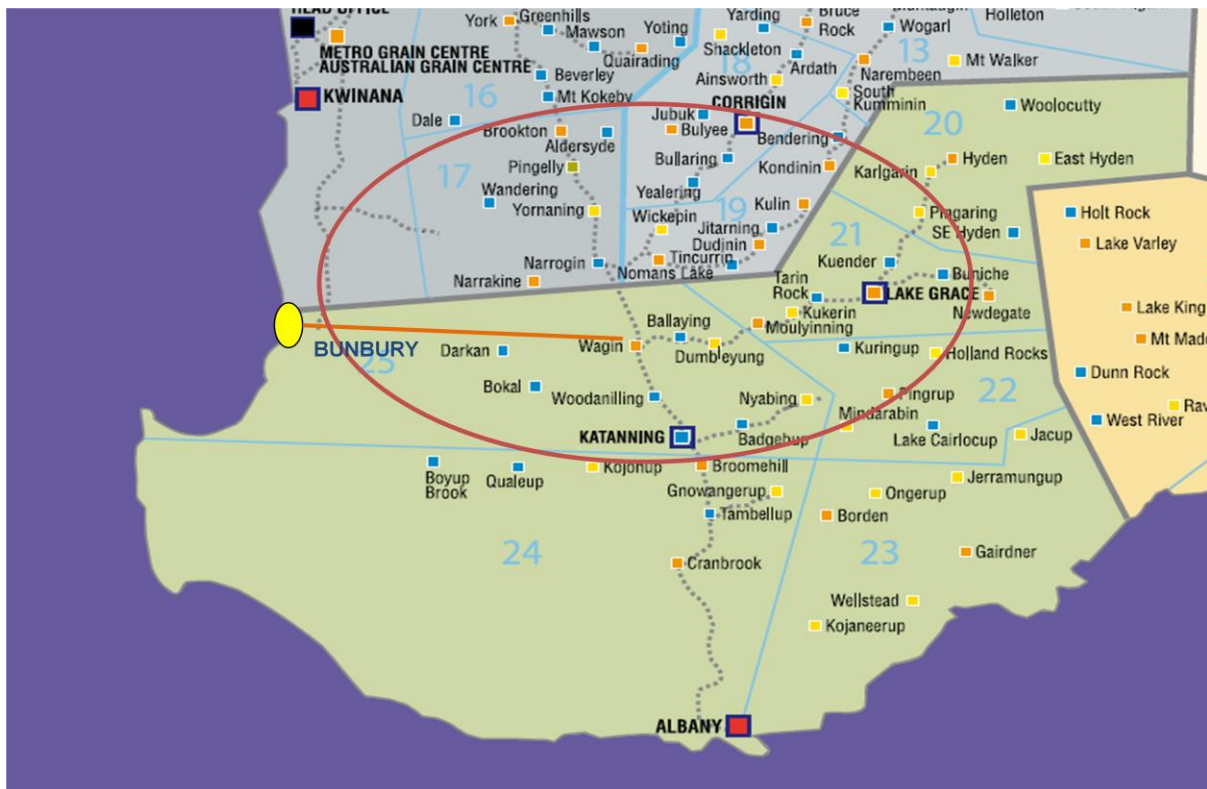 HEAD OFFICE
METRO GRAIN CENTRE
AUSTRALIAN GRAIN CENTRE
KWINANA
York
Greenhills
Mawson
Yoting
Quairading
Beverley
Mt Kokeby
16
Dale
Brookton
Aldersyde
Pingelly
17
Wandering
Yornaning
Narrogin
Narrakine
Yarding
Shackleton
18
Ainsworth
Bruce
Rock
Ardath
Wogarl
Holleton
13
Narembeen
Mt Walker
South
Kumminin
CORRIGIN
Jubuk
Bulyee
Bendering
Bullaring
Kondinin
Yealering
Wickepin
19
Kulin
Jitarning
Dudinin
Tincurrin
Nomans Lake
20
Woolocutty
Hyden
East Hyden
Karlgarin
Pingaring
SE Hyden
21
Kuender
Buniche
Tarin
Rock
LAKE GRACE
Newdegate
Kukerin
Moulyinning
Holt Rock
Lake Varley
Lake King
Dunn Rock
West River
BUNBURY
25
Darkan
Wagin
Ballaying
Dumbleyung
Kuringup
Holland Rocks
Bokal
Woodanilling
Nyabing
Pingrup
22
Mindarabin
KATANNING
Badgebup
Lake Cairlocup
Jacup
Boyup
Brook
Qualeup
Kojonup
Broomehill
Gnowangerup
Tambellup
Ongerup
Jerramungup
Borden
24
23
Cranbrook
Gairdner
Wellstead
Kojaneerup
ALBANY